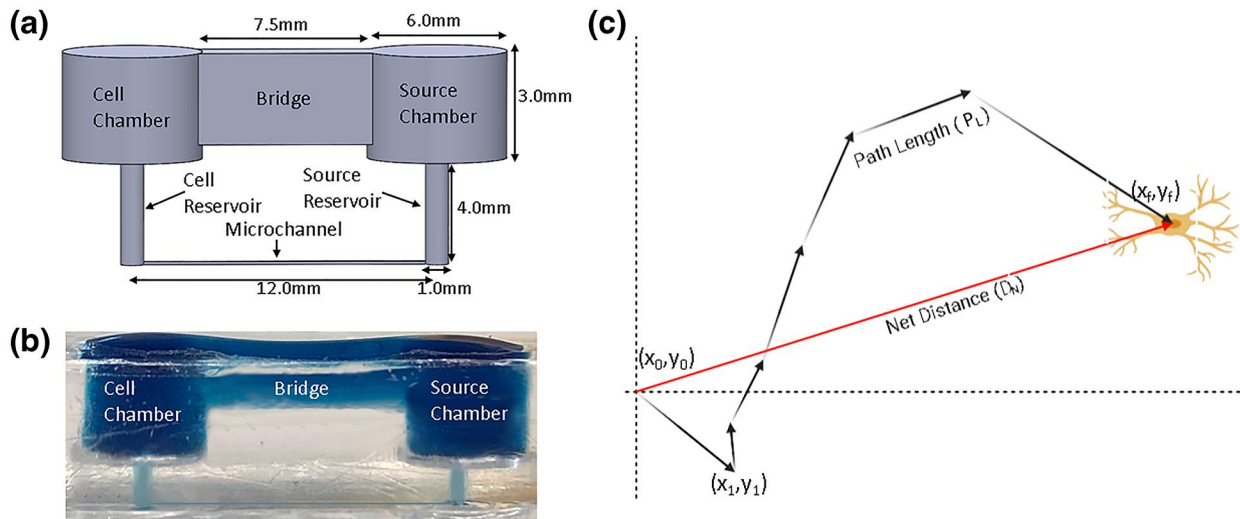 (a)
7.5mm
6.0mm
Cell
Chamber
Bridge
Source
Chamber
3.0mm
Cell
Reservoir
Source
Reservoir
4.0mm
Microchannel
12.0mm
1.0mm
(b)
Cell
Chamber
Bridge
Source
Chamber
(c)
Path Length (PL)
(xf,yf)
Net Distance (DN)
(x0,y0)
(x1,y1)